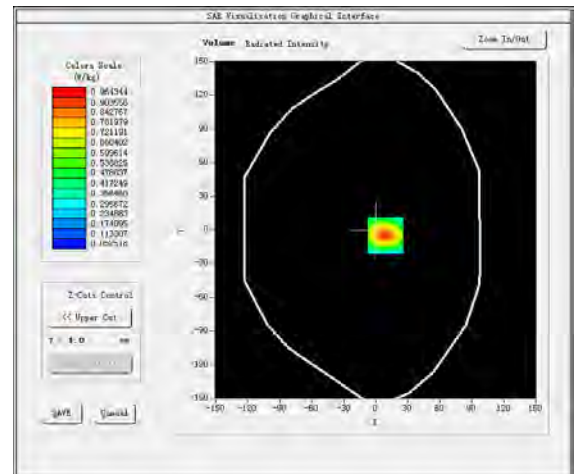 SAR Visualisation Graphical Interface
Volume Radiated Intensity
Zoom In/Out
Colors Scale
(W/kg)
0.964344
0.903556
0.842767
0.781979
0.721191
0.660402
0.599614
0.538825
0.478037
0.417249
0.356460
0.295672
0.234883
0.174095
0.113307
Z-Cuts Control
<< Upper Cut
SAVE
Cancel
150
120
90
60
30
0
-30
-60
-90
-120
-150
Y
-150 -120 -90 -60 -30 0 30 60 90 120 150
X